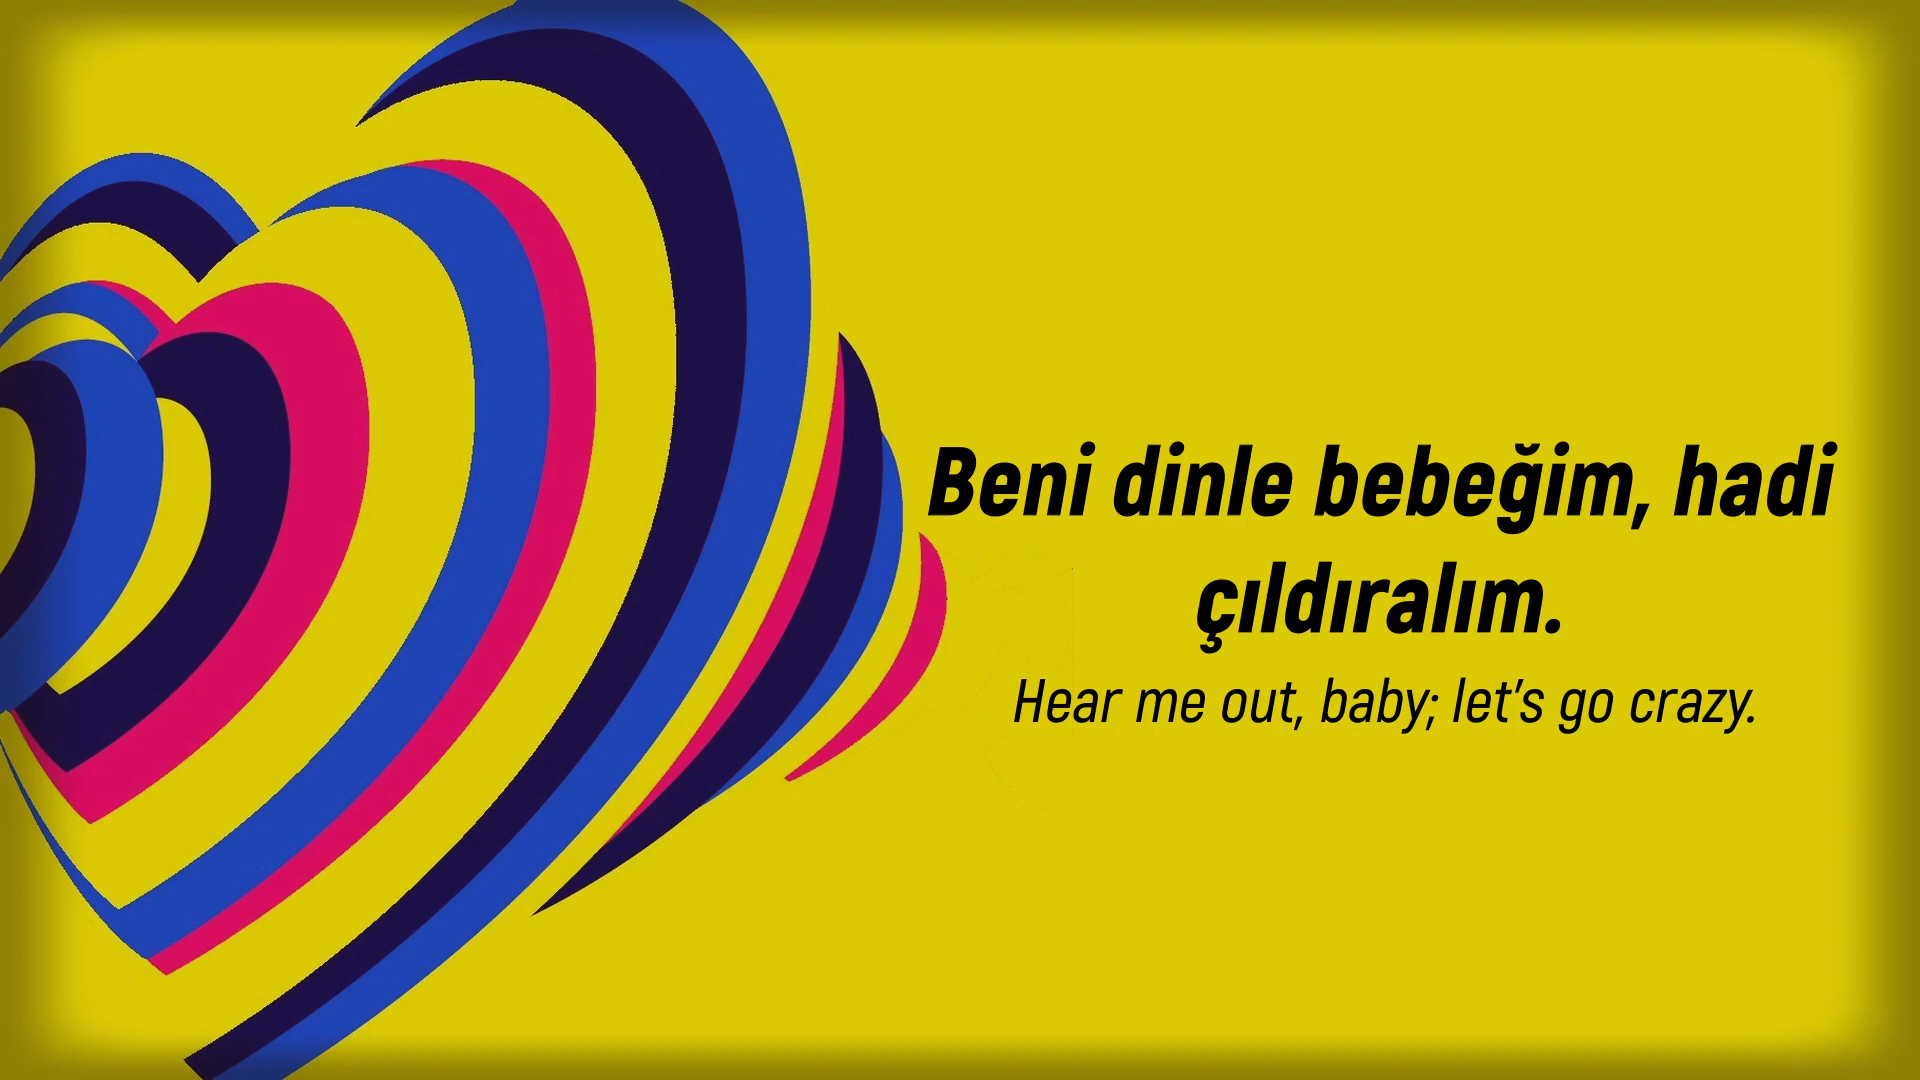 Beni dinle bebeğim, hadi
çıldıralım.
Hear me out, baby; let's go crazy.